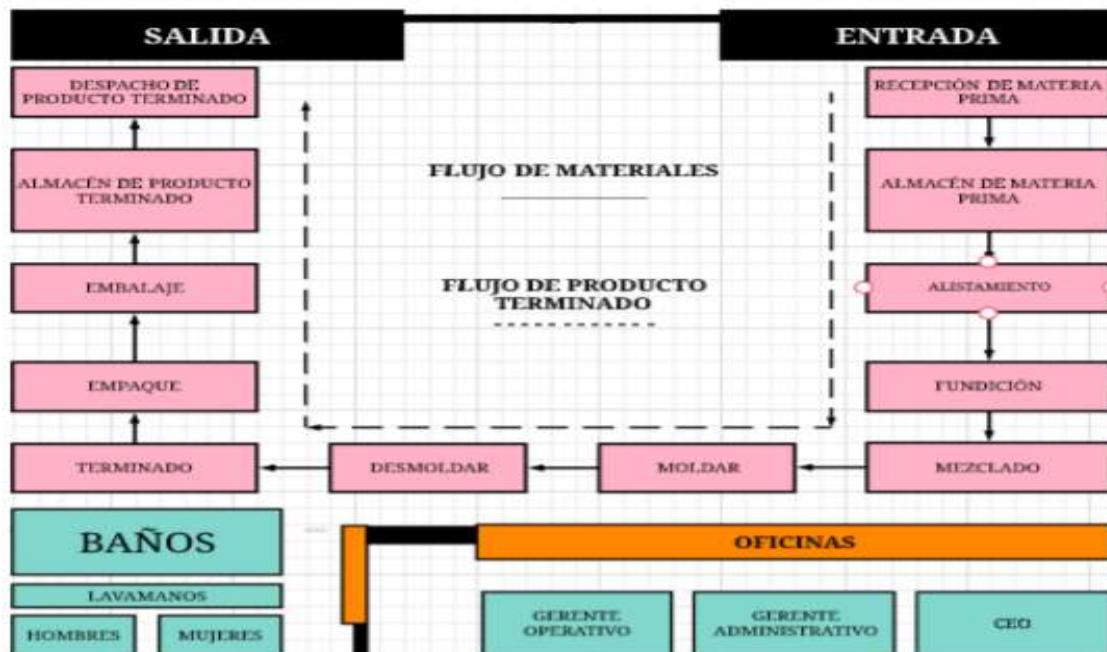 SALIDA
ENTRADA
DESPACHO DE
PRODUCTO TERMINADO
RECEPCIÓN DE MATERIA
PRIMA
FLUJO DE MATERIALES
ALMACÉN DE PRODUCTO
TERMINADO
ALMACÉN DE MATERIA
PRIMA
FLUJO DE PRODUCTO
TERMINADO
EMBALAJE
ALISTAMIENTO
EMPAQUE
FUNDICIÓN
TERMINADO
DESMOLDAR
MOLDAR
MEZCLADO
BAÑOS
OFICINAS
LAVAMANOS
HOMBRES
MUJERES
GERENTE
OPERATIVO
GERENTE
ADMINISTRATIVO
CEO